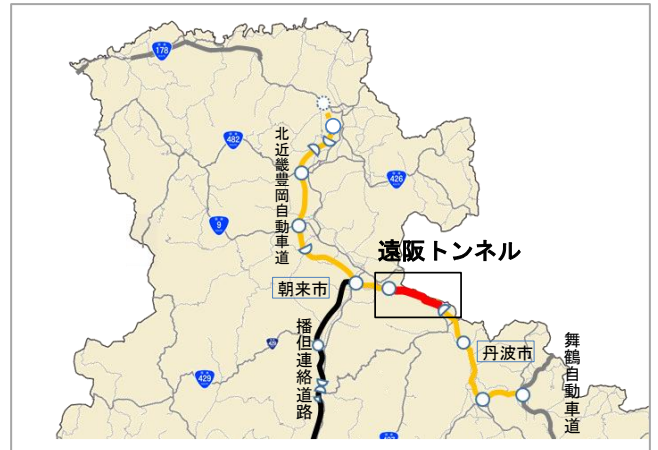 178
482
426
9
北近畿豊岡自動車道
遠阪トンネル
朝来市
播但連絡道路
丹波市
舞鶴自動車道
429